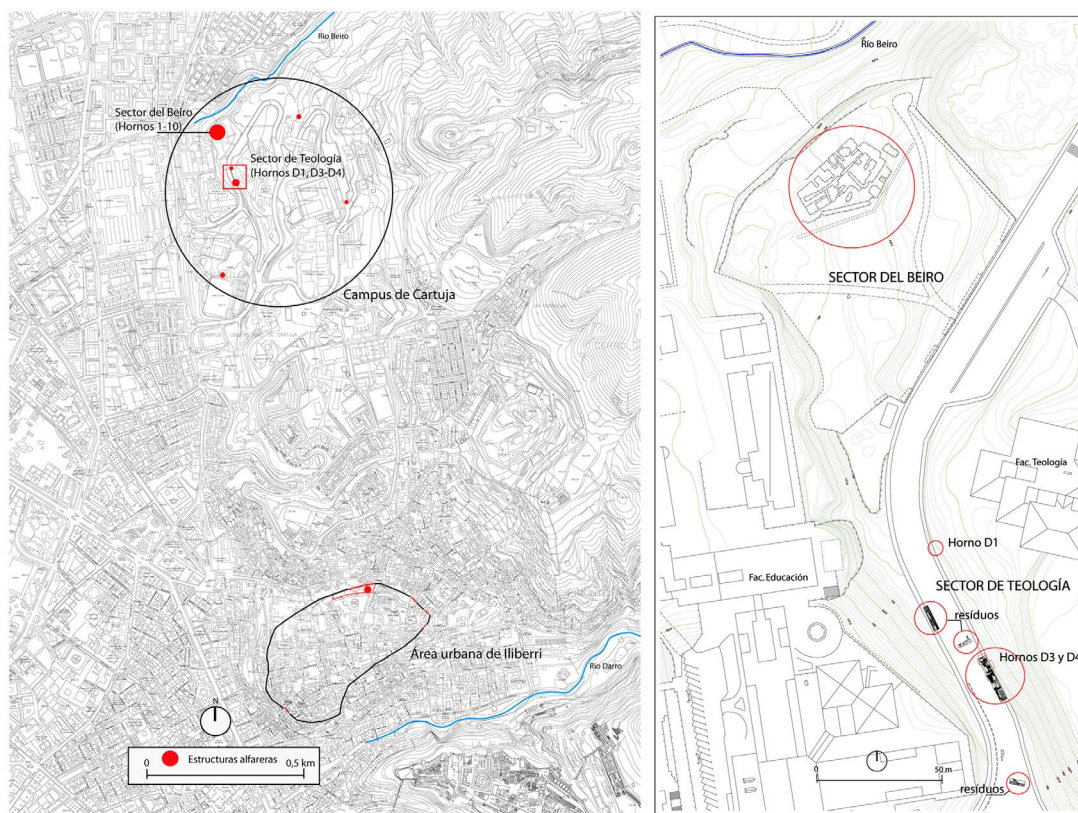 Río Beiro
Sector del Beiro
(Hornos 1-10)
Sector de Teología
(Hornos D1, D3-D4)
Campus de Cartuja
Área urbana de Iliberri
Río Darro
N
Estructuras alfareras
0
0,5 km
Río Beiro
SECTOR DEL BEIRO
Fac. Teología
Horno D1
SECTOR DE TEOLOGÍA
Fac. Educación
resíduos
Hornos D3 y D4
0
50 m
resíduos